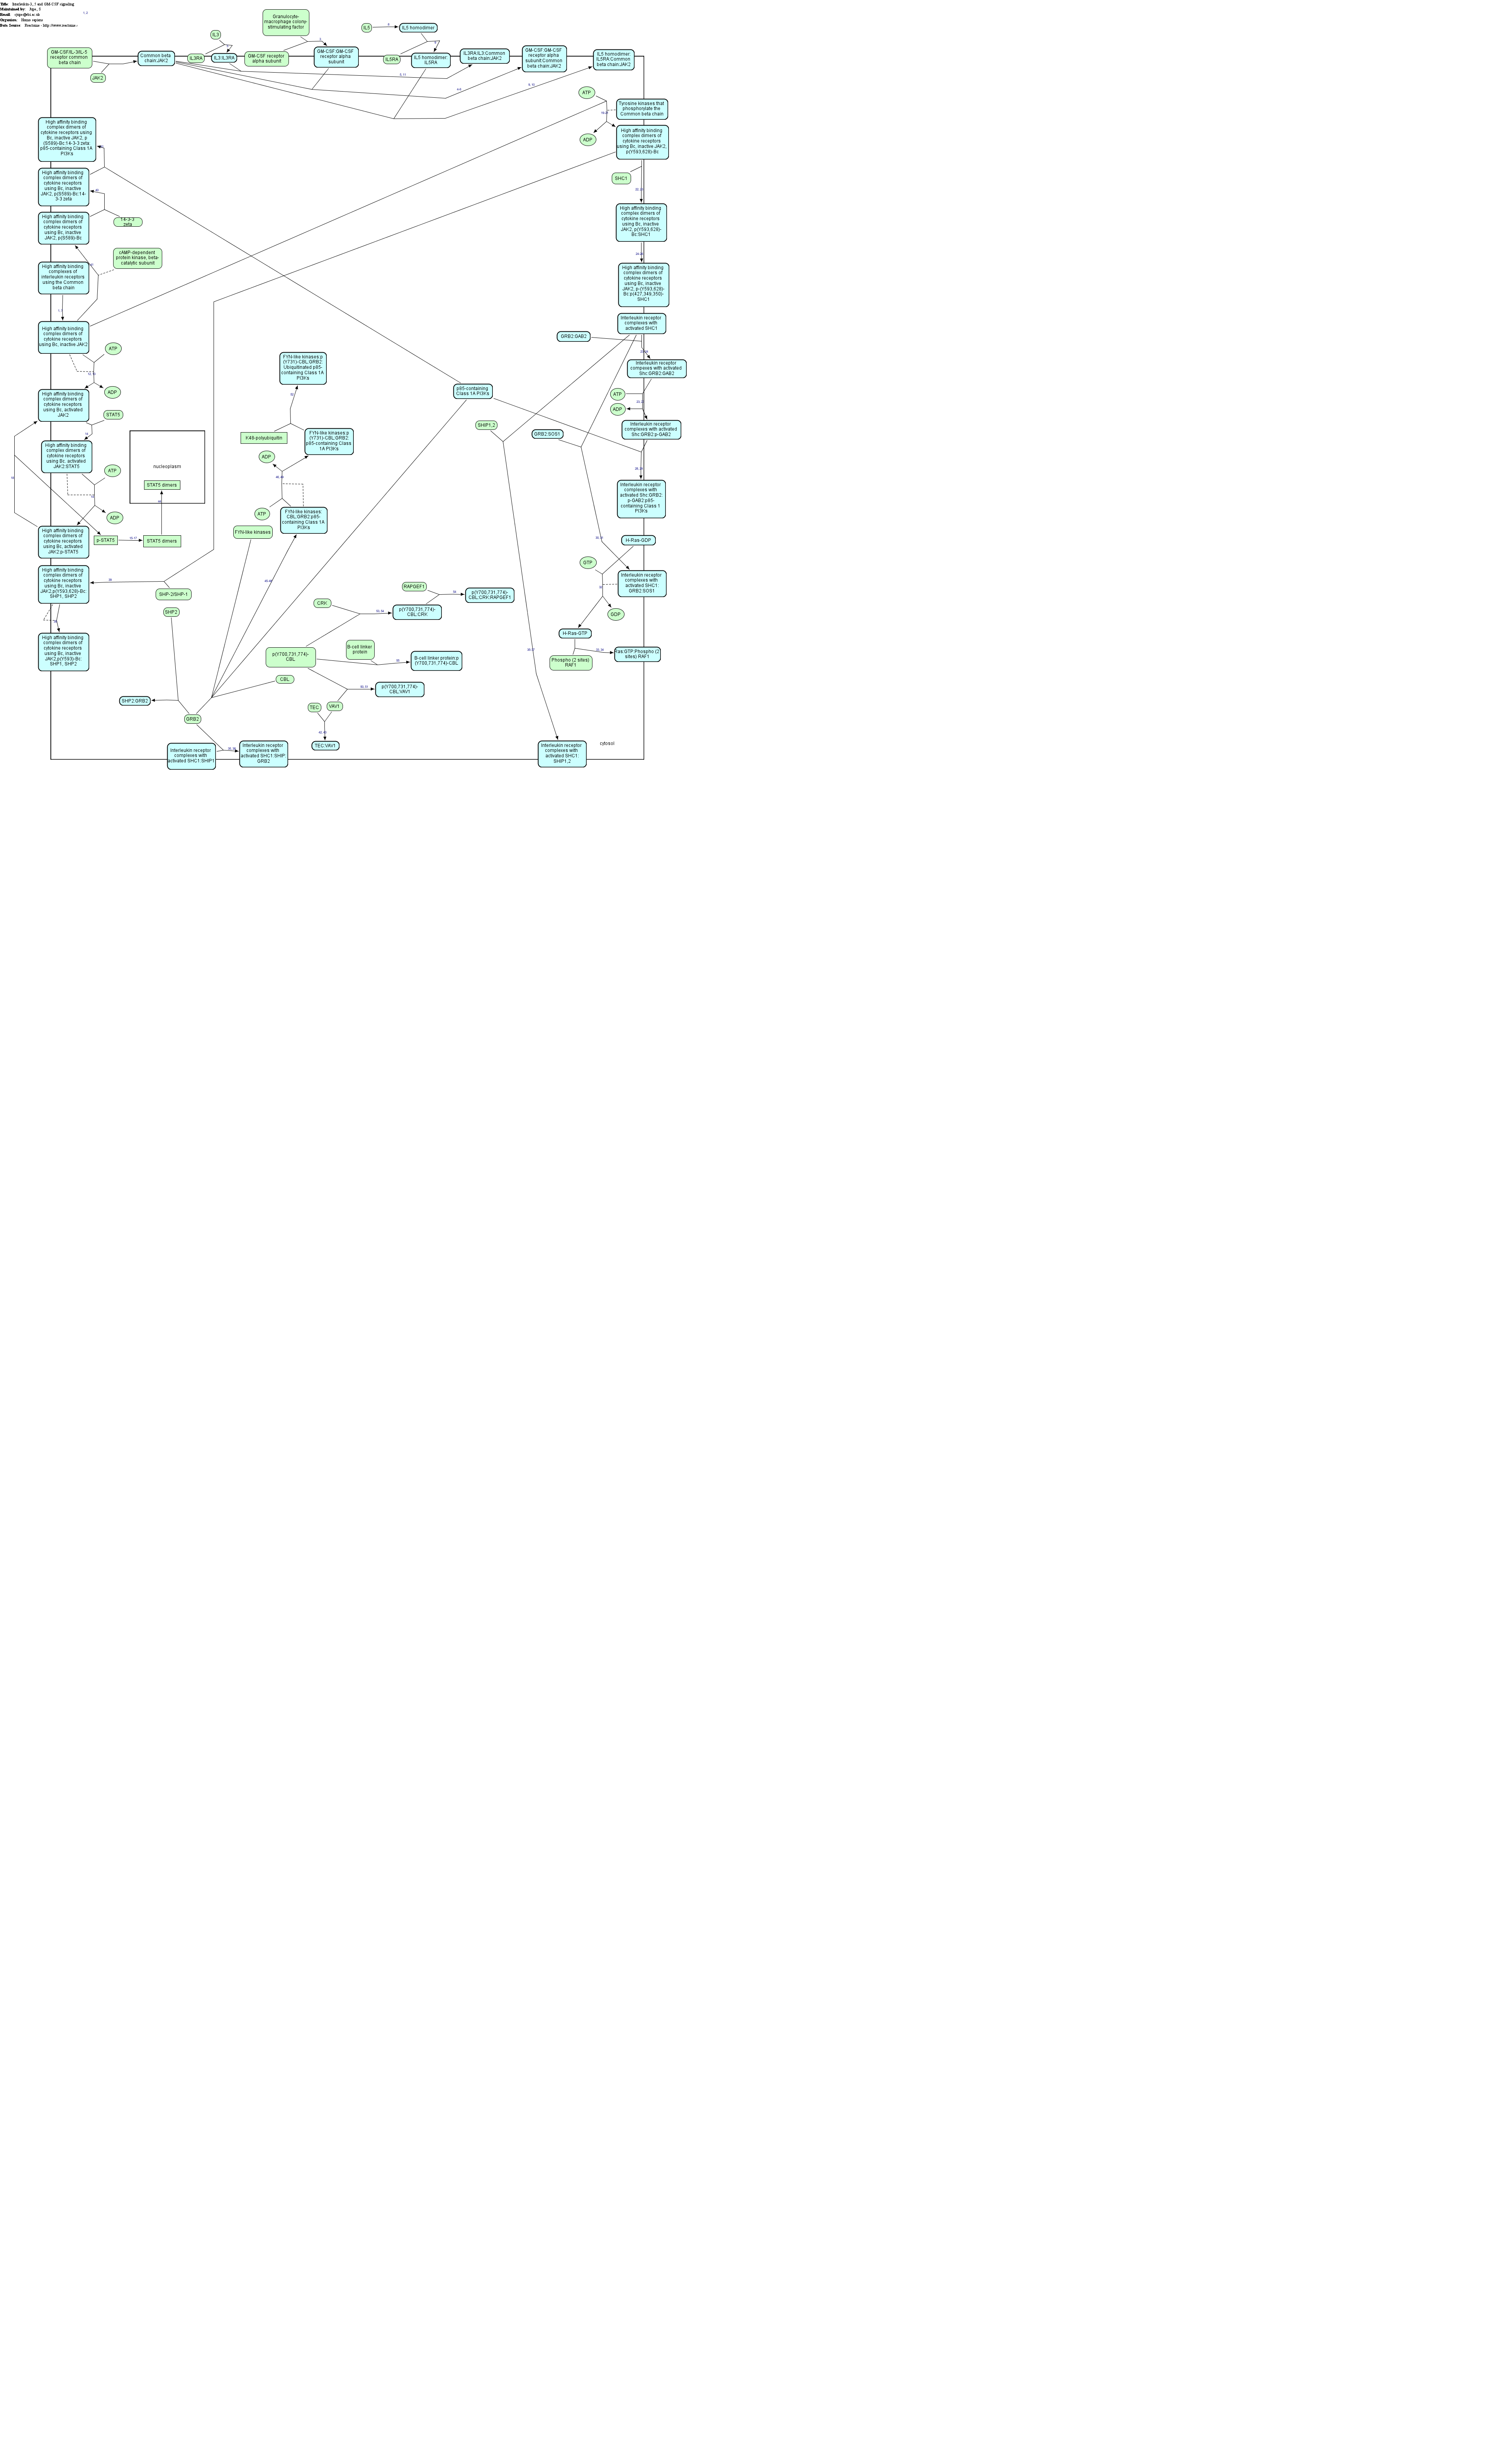 Title: Interleukin-3, 5 and GM-CSF signaling
Maintained by:
Email:
Organism: Homo sapiens
Data Source: Reactome - http://www.reactome -
Granulocyte-
macrophage colony-
stimulating factor
IL3
IL5
IL5 homodimer
GM-CSF/IL-3/IL-5
receptor common
beta chain
JAK2
Common beta
chain:JAK2
IL3RA
IL3:IL3RA
GM-CSF receptor
alpha subunit
GM-CSF:GM-CSF
receptor alpha
subunit
IL5RA
IL5 homodimer:
IL5RA
IL3RA:IL3:Common
beta chain:JAK2
GM-CSF:GM-CSF
receptor alpha
subunit:Common
beta chain:JAK2
IL5 homodimer:
IL5RA:Common
beta chain:JAK2
ATP
ADP
Tyrosine kinases that
phosphorylate the
Common beta chain
High affinity binding
complex dimers of
cytokine receptors
using Bc, inactive JAK2,
p(Y593,628)-Bc
SHC1
High affinity binding
complex dimers of
cytokine receptors
using Bc, inactive
JAK2, p(Y593,628)-
Bc:SHC1
High affinity binding
complex dimers of
cytokine receptors
using Bc, inactive
JAK2, p-(Y593,628)-
Bc:p(427,349,350)-
SHC1
Interleukin receptor
complexes with
activated SHC1
GRB2:GAB2
Interleukin receptor
complexes with activated
Shc:GRB2:GAB2
ATP
ADP
Interleukin receptor
complexes with activated
Shc:GRB2:p-GAB2
Interleukin receptor
complexes with
activated Shc:GRB2:
p-GAB2:p85-
containing Class 1
PI3Ks
H-Ras-GDP
GTP
Interleukin receptor
complexes with
activated SHC1:
GRB2:SOS1
GDP
H-Ras-GTP
Phospho (2 sites)
RAF1
ras:GTP:Phospho (2
sites) RAF1
High affinity binding
complex dimers of
cytokine receptors using
Bc, inactive JAK2, p
(S589)-Bc:14-3-3 zeta:
p85-containing Class 1A
PI3Ks
High affinity binding
complex dimers of
cytokine receptors
using Bc, inactive
JAK2, p(S589)-Bc:14-
3-3 zeta
High affinity binding
complex dimers of
cytokine receptors
using Bc, inactive
JAK2, p(S589)-Bc
14-3-3
zeta
cAMP-dependent
protein kinase, beta-
catalytic subunit
High affinity binding
complexes of
interleukin receptors
using the Common
beta chain
High affinity binding
complex dimers of
cytokine receptors
using Bc, inactive JAK2
ATP
ADP
High affinity binding
complex dimers of
cytokine receptors
using Bc, activated
JAK2
STAT5
High affinity binding
complex dimers of
cytokine receptors
using Bc, activated
JAK2:STAT5
ATP
ADP
High affinity binding
complex dimers of
cytokine receptors
using Bc, activated
JAK2:p-STAT5
p-STAT5
STAT5 dimers
nucleoplasm
STAT5 dimers
High affinity binding
complex dimers of
cytokine receptors
using Bc, inactive
JAK2,p(Y593,628)-Bc:
SHP1, SHP2
SHP-2/SHP-1
High affinity binding
complex dimers of
cytokine receptors
using Bc, inactive
JAK2,p(Y593)-Bc:
SHP1, SHP2
SHP2
SHP2:GRB2
GRB2
Interleukin receptor
complexes with
activated SHC1:SHIP1
Interleukin receptor
complexes with
activated SHC1:SHIP:
GRB2
FYN-like kinases:p
(Y731)-CBL:GRB2:
Ubiquitinated p85-
containing Class 1A
PI3Ks
K48-polyubiquitin
FYN-like kinases:p
(Y731)-CBL:GRB2:
p85-containing Class
1A PI3Ks
ADP
ATP
FYN-like kinases:
CBL:GRB2:p85-
containing Class 1A
PI3Ks
FYN-like kinases
p85-containing
Class 1A PI3Ks
SHIP1,2
GRB2:SOS1
RAPGEF1
p(Y700,731,774)-
CBL:CRK:RAPGEF1
CRK
p(Y700,731,774)-
CBL:CRK
p(Y700,731,774)-
CBL
B-cell linker
protein
B-cell linker protein:p
(Y700,731,774)-CBL
CBL
p(Y700,731,774)-
CBL:VAV1
TEC
VAV1
TEC:VAV1
Interleukin receptor
complexes with
activated SHC1:
SHIP1,2
cytosol